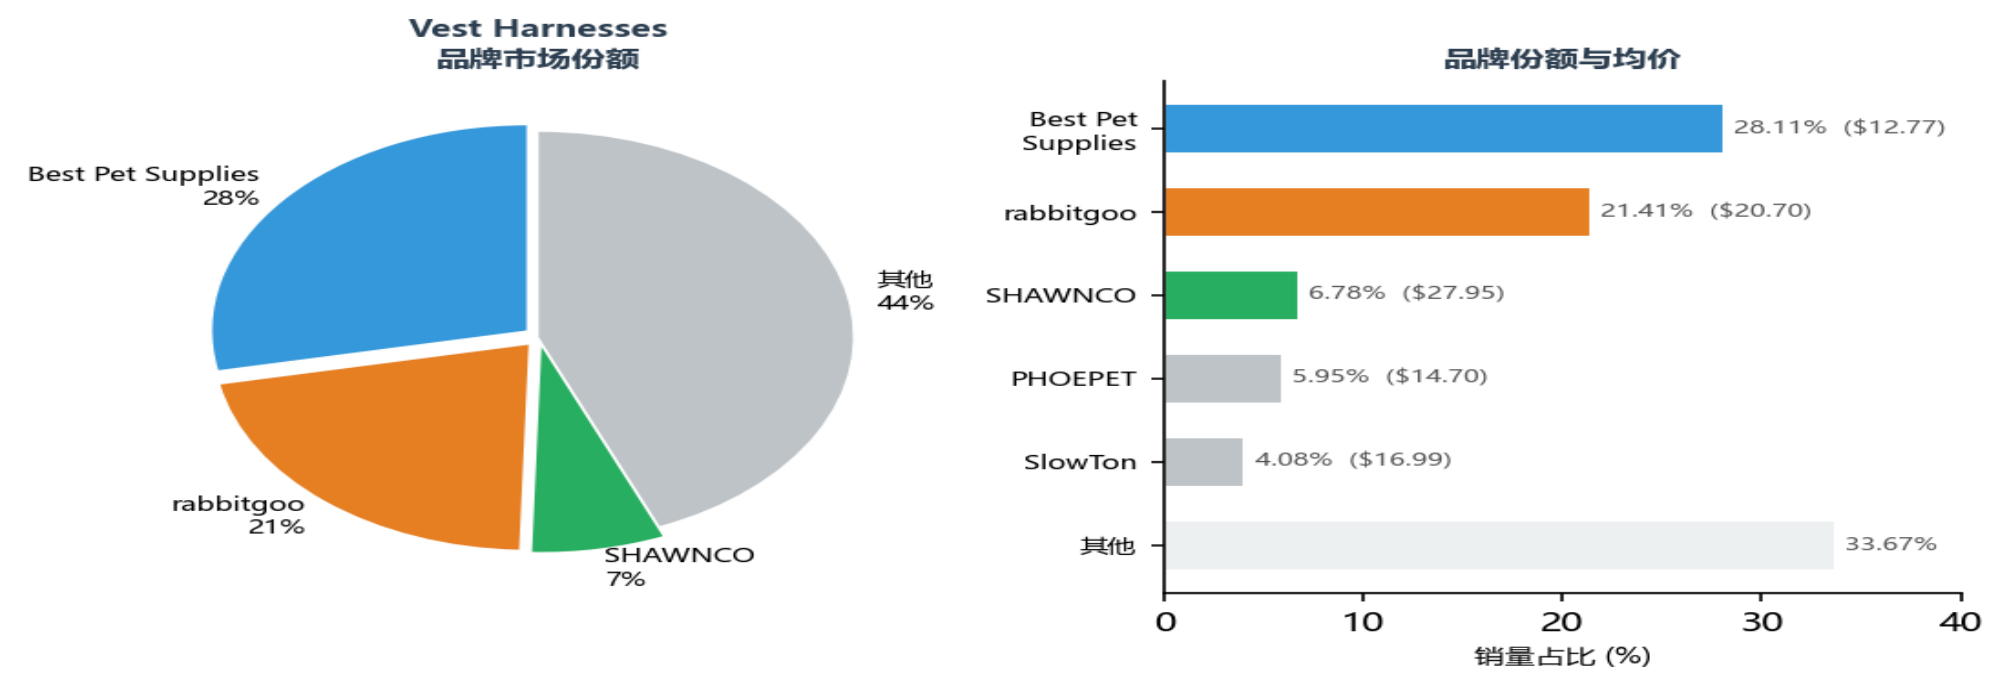 Vest Harnesses
品牌市场份额
Best Pet Supplies
28%
其他
44%
rabbitgoo
21%
SHAWNCO
7%
品牌份额与均价
Best Pet
Supplies
28.11% ($12.77)
rabbitgoo
21.41% ($20.70)
SHAWNCO
6.78% ($27.95)
PHOEPET
5.95% ($14.70)
SlowTon
4.08% ($16.99)
其他
33.67%
0 10 20 30 40
销量占比 (%)